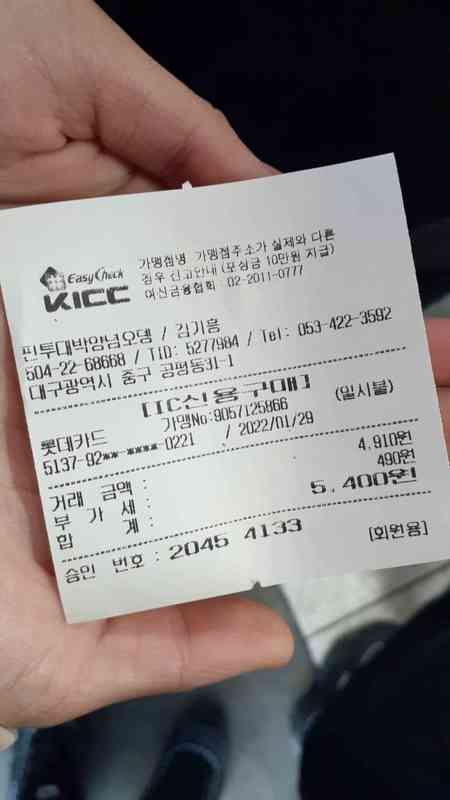 EasyCheck
KICC
가맹점명 가맹점주소가 실제와 다른
경우 신고안내 (포상금 10만원 지급)
여신금융협회 : 02-2011-0777
핀투대박양념오뎅 / 김기흥
504-22-68668 / TID: 5277984 / Tel: 053-422-3592
대구광역시 중구 공평동31-1
[IC신용구매]
가맹No:9057125866 (일시불)
롯데카드
5137-92**-****-0221 / 2022/01/29
거래 금액 : 4,910원
부 가 세 : 490원
합 계 : 5,400원
승인 번호 : 2045 4133
[회원용]